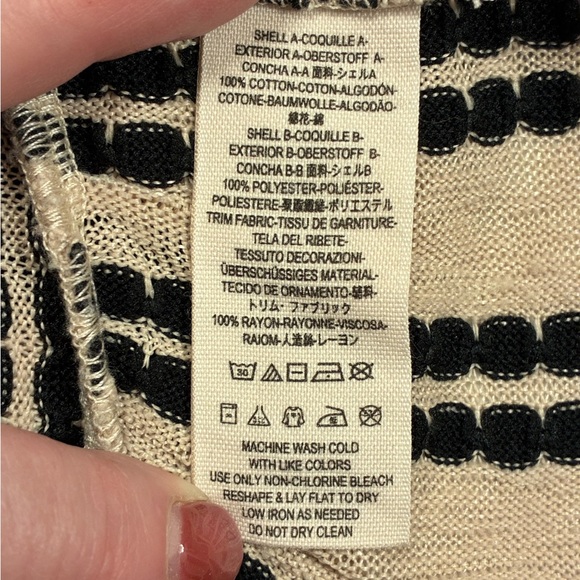 SHELL A-COQUILLE A-
EXTERIOR A-OBERSTOFF A-
CONCHA A-A 面料-シェルA
100% COTTON-COTON-ALGODÓN-
COTONE-BAUMWOLLE-ALGODÃO-
棉花-綿
SHELL B-COQUILLE B-
EXTERIOR B-OBERSTOFF B-
CONCHA B-B 面料-シェルB
100% POLYESTER-POLIÉSTER-
POLIESTERE-聚酯纖維-ポリエステル
TRIM FABRIC-TISSU DE GARNITURE-
TELA DEL RIBETE-
TESSUTO DECORAZIONI-
ÜBERSCHÜSSIGES MATERIAL-
TECIDO DE ORNAMENTO-輔料-
トリム・ファブリック
100% RAYON-RAYONNE-VISCOSA-
RAIOM-人造絲-レーヨン
30
MACHINE WASH COLD
WITH LIKE COLORS
USE ONLY NON-CHLORINE BLEACH
RESHAPE & LAY FLAT TO DRY
LOW IRON AS NEEDED
DO NOT DRY CLEAN